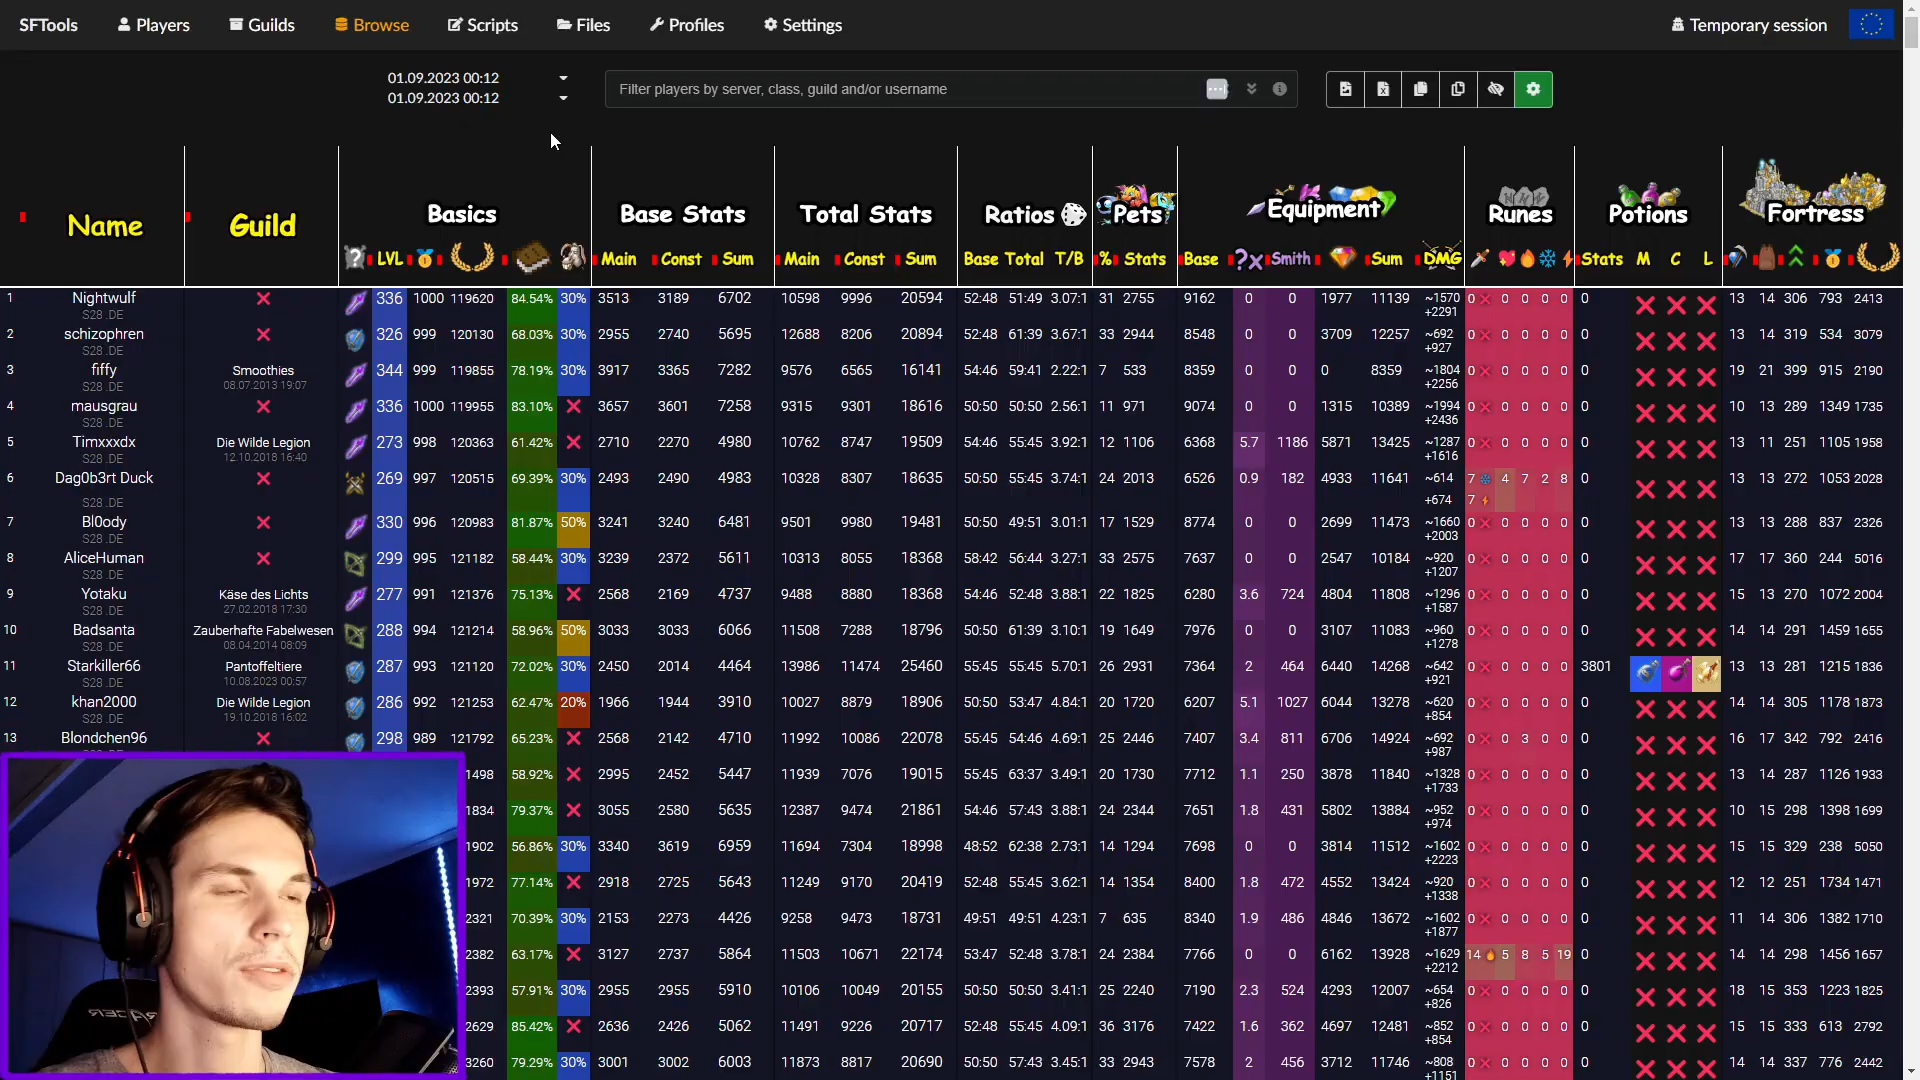 SFTools Players Guilds Browse Scripts Files Profiles Settings Temporary session
01.09.2023 00:12
01.09.2023 00:12
Filter players by server, class, guild and/or username
Name Guild Basics Base Stats Total Stats Ratios Pets Equipment Runes Potions Fortress
LVL Main Const Sum Main Const Sum Base Total T/B % Stats Base ?x Smith Sum DMG Stats M C L
1 Nightwulf 336 1000 119620 84.54% 30% 3513 3189 6702 10598 9996 20594 52:48 51:49 3.07:1 31 2755 9162 0 0 1977 11139 ~1570 0 0 0 0 0 0 13 14 306 793 2413
S28 .DE +2291
2 schizophren 326 999 120130 68.03% 30% 2955 2740 5695 12688 8206 20894 52:48 61:39 3.67:1 33 2944 8548 0 0 3709 12257 ~692 0 0 0 0 0 0 13 14 319 534 3079
S28 .DE +927
3 fiffy Smoothies 344 999 119855 78.19% 30% 3917 3365 7282 9576 6565 16141 54:46 59:41 2.22:1 7 533 8359 0 0 0 8359 ~1804 0 0 0 0 0 0 19 21 399 915 2190
S28 .DE 08.07.2013 19:07 +2256
4 mausgrau 336 1000 119955 83.10% 3657 3601 7258 9315 9301 18616 50:50 50:50 2.56:1 11 971 9074 0 0 1315 10389 ~1994 0 0 0 0 0 0 10 13 289 1349 1735
S28 .DE +2436
5 Timxxxdx Die Wilde Legion 273 998 120363 61.42% 2710 2270 4980 10762 8747 19509 54:46 55:45 3.92:1 12 1106 6368 5.7 1186 5871 13425 ~1287 0 0 0 0 0 0 13 11 251 1105 1958
S28 .DE 12.10.2018 16:40 +1616
6 Dag0b3rt Duck 269 997 120515 69.39% 30% 2493 2490 4983 10328 8307 18635 55:45 55:45 3.74:1 24 2013 6526 0.9 182 4933 11641 ~614 7 4 7 2 8 0 13 13 272 1053 2028
S28 .DE +674 7
7 Bl0ody 330 996 120983 81.87% 50% 3241 3240 6481 9501 9980 19481 50:50 49:51 3.01:1 17 1529 8774 0 0 2699 11473 ~1660 0 0 0 0 0 0 13 13 288 837 2326
S28 .DE +2003
8 AliceHuman 299 995 121182 58.44% 30% 3239 2372 5611 10313 8055 18368 58:42 56:44 3.27:1 33 2575 7637 0 0 2547 10184 ~920 0 0 0 0 0 0 17 17 360 244 5016
S28 .DE +1207
9 Yotaku Käse des Lichts 277 991 121376 75.13% 2568 2169 4737 9488 8880 18368 54:46 52:48 3.88:1 22 1825 6280 3.6 724 4804 11808 ~1296 0 0 0 0 0 0 15 13 270 1072 2004
S28 .DE 27.02.2018 17:30 +1587
10 Badsanta Zauberhafte Fabelwesen 288 994 121214 58.96% 50% 3033 3033 6066 11508 7288 18796 50:50 61:39 3.10:1 19 1649 7976 0 0 3107 11083 ~960 0 0 0 0 0 0 14 14 291 1459 1655
S28 .DE 08.04.2014 08:09 +1278
11 Starkiller66 Pantoffeltiere 287 993 121120 72.02% 30% 2450 2014 4464 13986 11474 25460 55:45 55:45 5.70:1 26 2931 7364 2 464 6440 14268 ~642 0 0 0 0 0 3801 13 13 281 1215 1836
S28 .DE 10.08.2023 00:57 +921
12 khan2000 Die Wilde Legion 286 992 121253 62.47% 20% 1966 1944 3910 10027 8879 18906 50:50 53:47 4.84:1 20 1720 6207 5.1 1027 6044 13278 ~620 0 0 0 0 0 0 14 14 305 1178 1873
S28 .DE 19.10.2018 16:02 +854
13 Blondchen96 298 989 121792 65.23% 2568 2142 4710 11992 10086 22078 55:45 54:46 4.69:1 25 2446 7407 3.4 811 6706 14924 ~692 0 0 3 0 0 0 16 17 342 792 2416
+987
1498 58.92% 2995 2452 5447 11939 7076 19015 55:45 63:37 3.49:1 20 1730 7712 1.1 250 3878 11840 ~1328 0 0 0 0 0 0 13 14 287 1126 1933
+1733
1834 79.37% 3055 2580 5635 12387 9474 21861 54:46 57:43 3.88:1 24 2344 7651 1.8 431 5802 13884 ~952 0 0 0 0 0 0 10 15 298 1398 1699
+974
1902 56.86% 30% 3340 3619 6959 11694 7304 18998 48:52 62:38 2.73:1 14 1294 7698 0 0 3814 11512 ~1602 0 0 0 0 0 0 15 15 329 238 5050
+2223
1972 77.14% 2918 2725 5643 11249 9170 20419 52:48 55:45 3.62:1 14 1354 8400 1.8 472 4552 13424 ~920 0 0 0 0 0 0 12 12 251 1734 1471
+1338
2321 70.39% 30% 2153 2273 4426 9258 9473 18731 49:51 49:51 4.23:1 7 635 8340 1.9 486 4846 13672 ~1602 0 0 0 0 0 0 11 14 306 1382 1710
+1877
2382 63.17% 3127 2737 5864 11503 10671 22174 53:47 52:48 3.78:1 24 2384 7766 0 0 6162 13928 ~1629 14 5 8 5 19 0 14 14 298 1456 1657
+2212
2393 57.91% 30% 2955 2955 5910 10106 10049 20155 50:50 50:50 3.41:1 25 2240 7190 2.3 524 4293 12007 ~654 0 0 0 0 0 0 18 15 353 1223 1825
+826
2629 85.42% 2636 2426 5062 11491 9226 20717 52:48 55:45 4.09:1 36 3176 7422 1.6 362 4697 12481 ~852 0 0 0 0 0 0 15 15 333 613 2792
+854
3260 79.29% 30% 3001 3002 6003 11873 8817 20690 50:50 57:43 3.45:1 33 2943 7578 2 456 3712 11746 ~808 0 0 0 0 0 0 14 14 337 776 2442
+1151